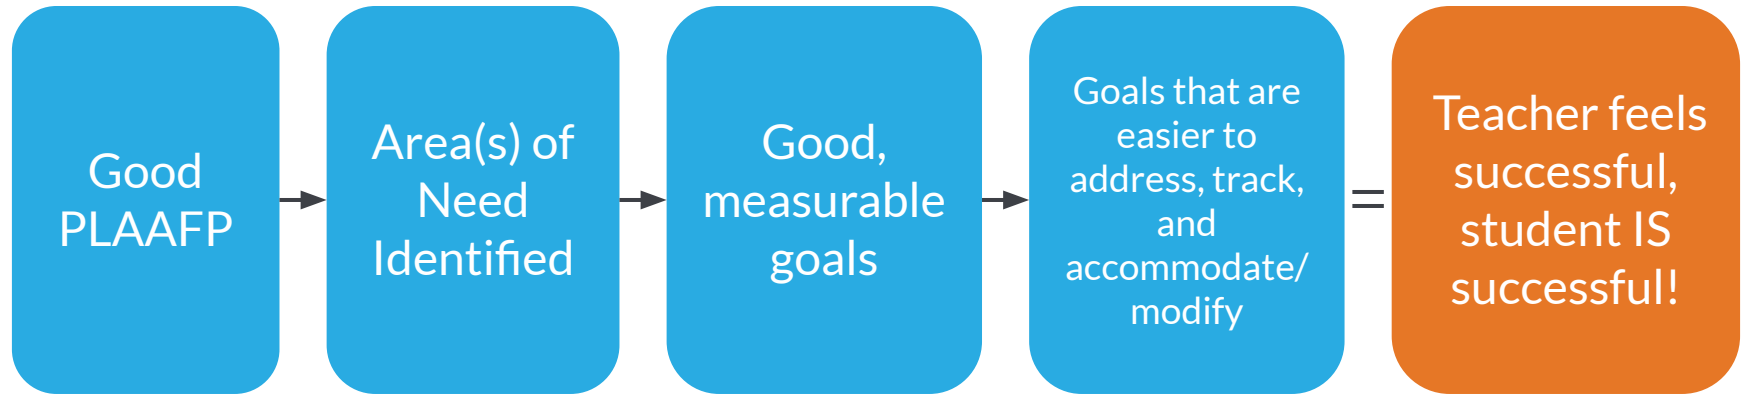 Good
PLAAFP
Area(s) of
Need
Identified
Good,
measurable
goals
Goals that are
easier to
address, track,
and
accommodate/
modify
=
Teacher feels
successful,
student IS
successful!